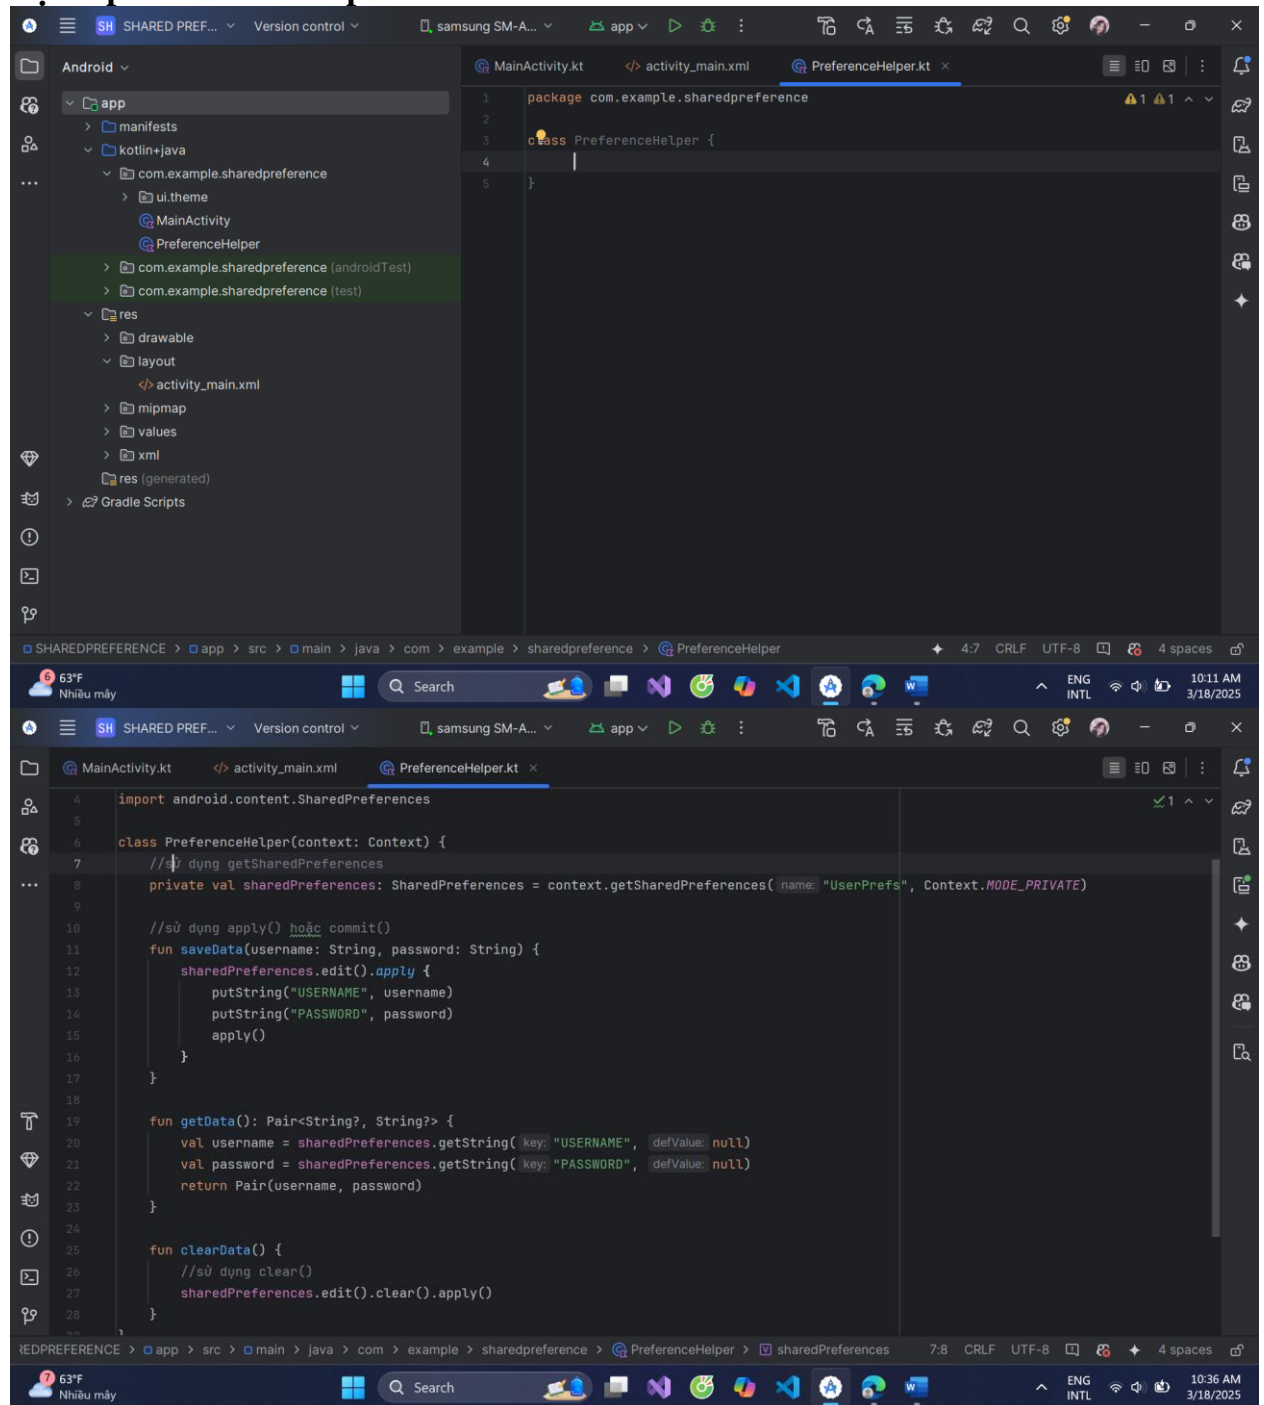 SH SHARED PREF... Version control samsung SM-A... app
Android
MainActivity.kt activity_main.xml PreferenceHelper.kt
app
manifests
kotlin+java
com.example.sharedpreference
ui.theme
MainActivity
PreferenceHelper
com.example.sharedpreference (androidTest)
com.example.sharedpreference (test)
res
drawable
layout
activity_main.xml
mipmap
values
xml
res (generated)
Gradle Scripts
1 package com.example.sharedpreference
2
3 class PreferenceHelper {
4
5 }
1 1
SHAREDPREFERENCE > app > src > main > java > com > example > sharedpreference > PreferenceHelper 4:7 CRLF UTF-8 4 spaces
6 63°F
Nhiều mây
Search
ENG
INTL
10:11 AM
3/18/2025
SH SHARED PREF... Version control samsung SM-A... app
MainActivity.kt activity_main.xml PreferenceHelper.kt
4 import android.content.SharedPreferences
1
5
6 class PreferenceHelper(context: Context) {
7 //sử dụng getSharedPreferences
8 private val sharedPreferences: SharedPreferences = context.getSharedPreferences( name: "UserPrefs", Context.MODE_PRIVATE)
9
10 //sử dụng apply() hoặc commit()
11 fun saveData(username: String, password: String) {
12 sharedPreferences.edit().apply {
13 putString("USERNAME", username)
14 putString("PASSWORD", password)
15 apply()
16 }
17 }
18
19 fun getData(): Pair<String?, String?> {
20 val username = sharedPreferences.getString( key: "USERNAME", defValue: null)
21 val password = sharedPreferences.getString( key: "PASSWORD", defValue: null)
22 return Pair(username, password)
23 }
24
25 fun clearData() {
26 //sử dụng clear()
27 sharedPreferences.edit().clear().apply()
28 }
REDPREFERENCE > app > src > main > java > com > example > sharedpreference > PreferenceHelper > sharedPreferences 7:8 CRLF UTF-8 4 spaces
7 63°F
Nhiều mây
Search
ENG
INTL
10:36 AM
3/18/2025